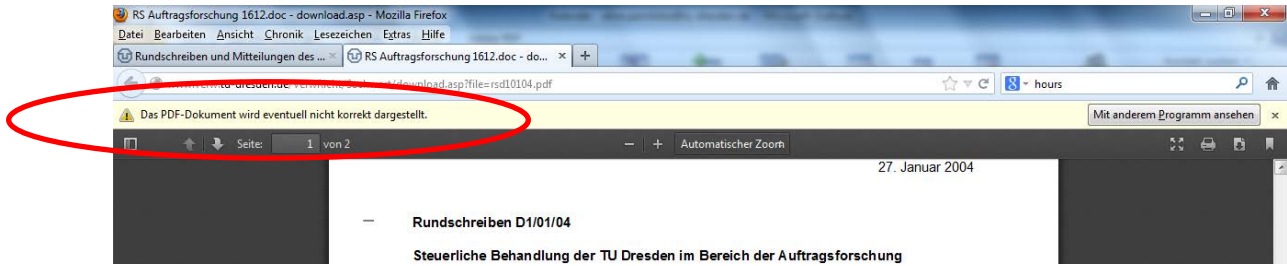 RS Auftragsforschung 1612.doc - download.asp - Mozilla Firefox
Datei Bearbeiten Ansicht Chronik Lesezeichen Extras Hilfe
Rundschreiben und Mitteilungen des ... × RS Auftragsforschung 1612.doc - do... × +
tu-dresden.de/ download.asp?file=rsd10104.pdf hours
Das PDF-Dokument wird eventuell nicht korrekt dargestellt. Mit anderem Programm ansehen ×
Seite: 1 von 2 − + Automatischer Zoom
27. Januar 2004
— Rundschreiben D1/01/04
Steuerliche Behandlung der TU Dresden im Bereich der Auftragsforschung